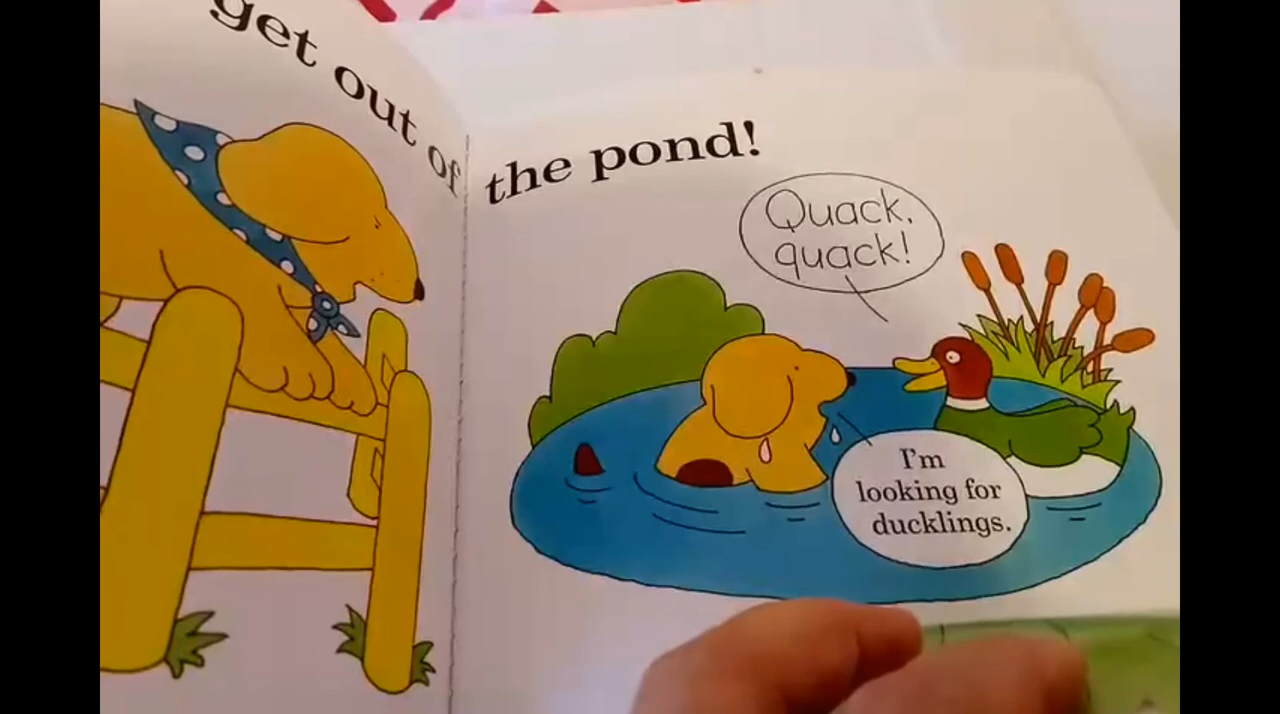 get out of the pond!
Quack,
quack!
I'm
looking for
ducklings.